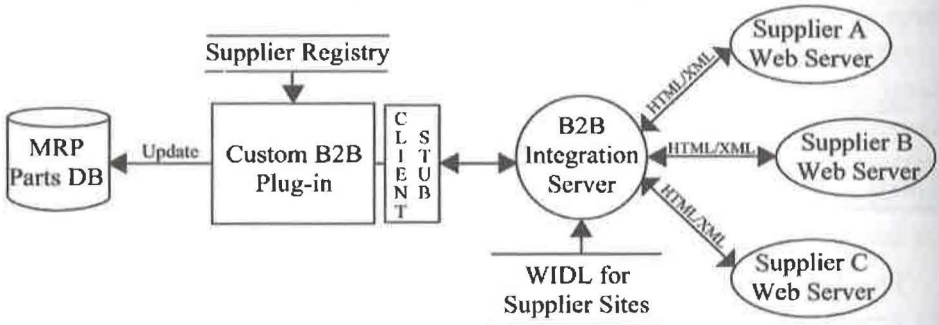 Supplier Registry
MRP
Parts DB
Update
Custom B2B
Plug-in
CLIENT
STUB
B2B
Integration
Server
WIDL for
Supplier Sites
HTML/XML
Supplier A
Web Server
HTML/XML
Supplier B
Web Server
HTML/XML
Supplier C
Web Server